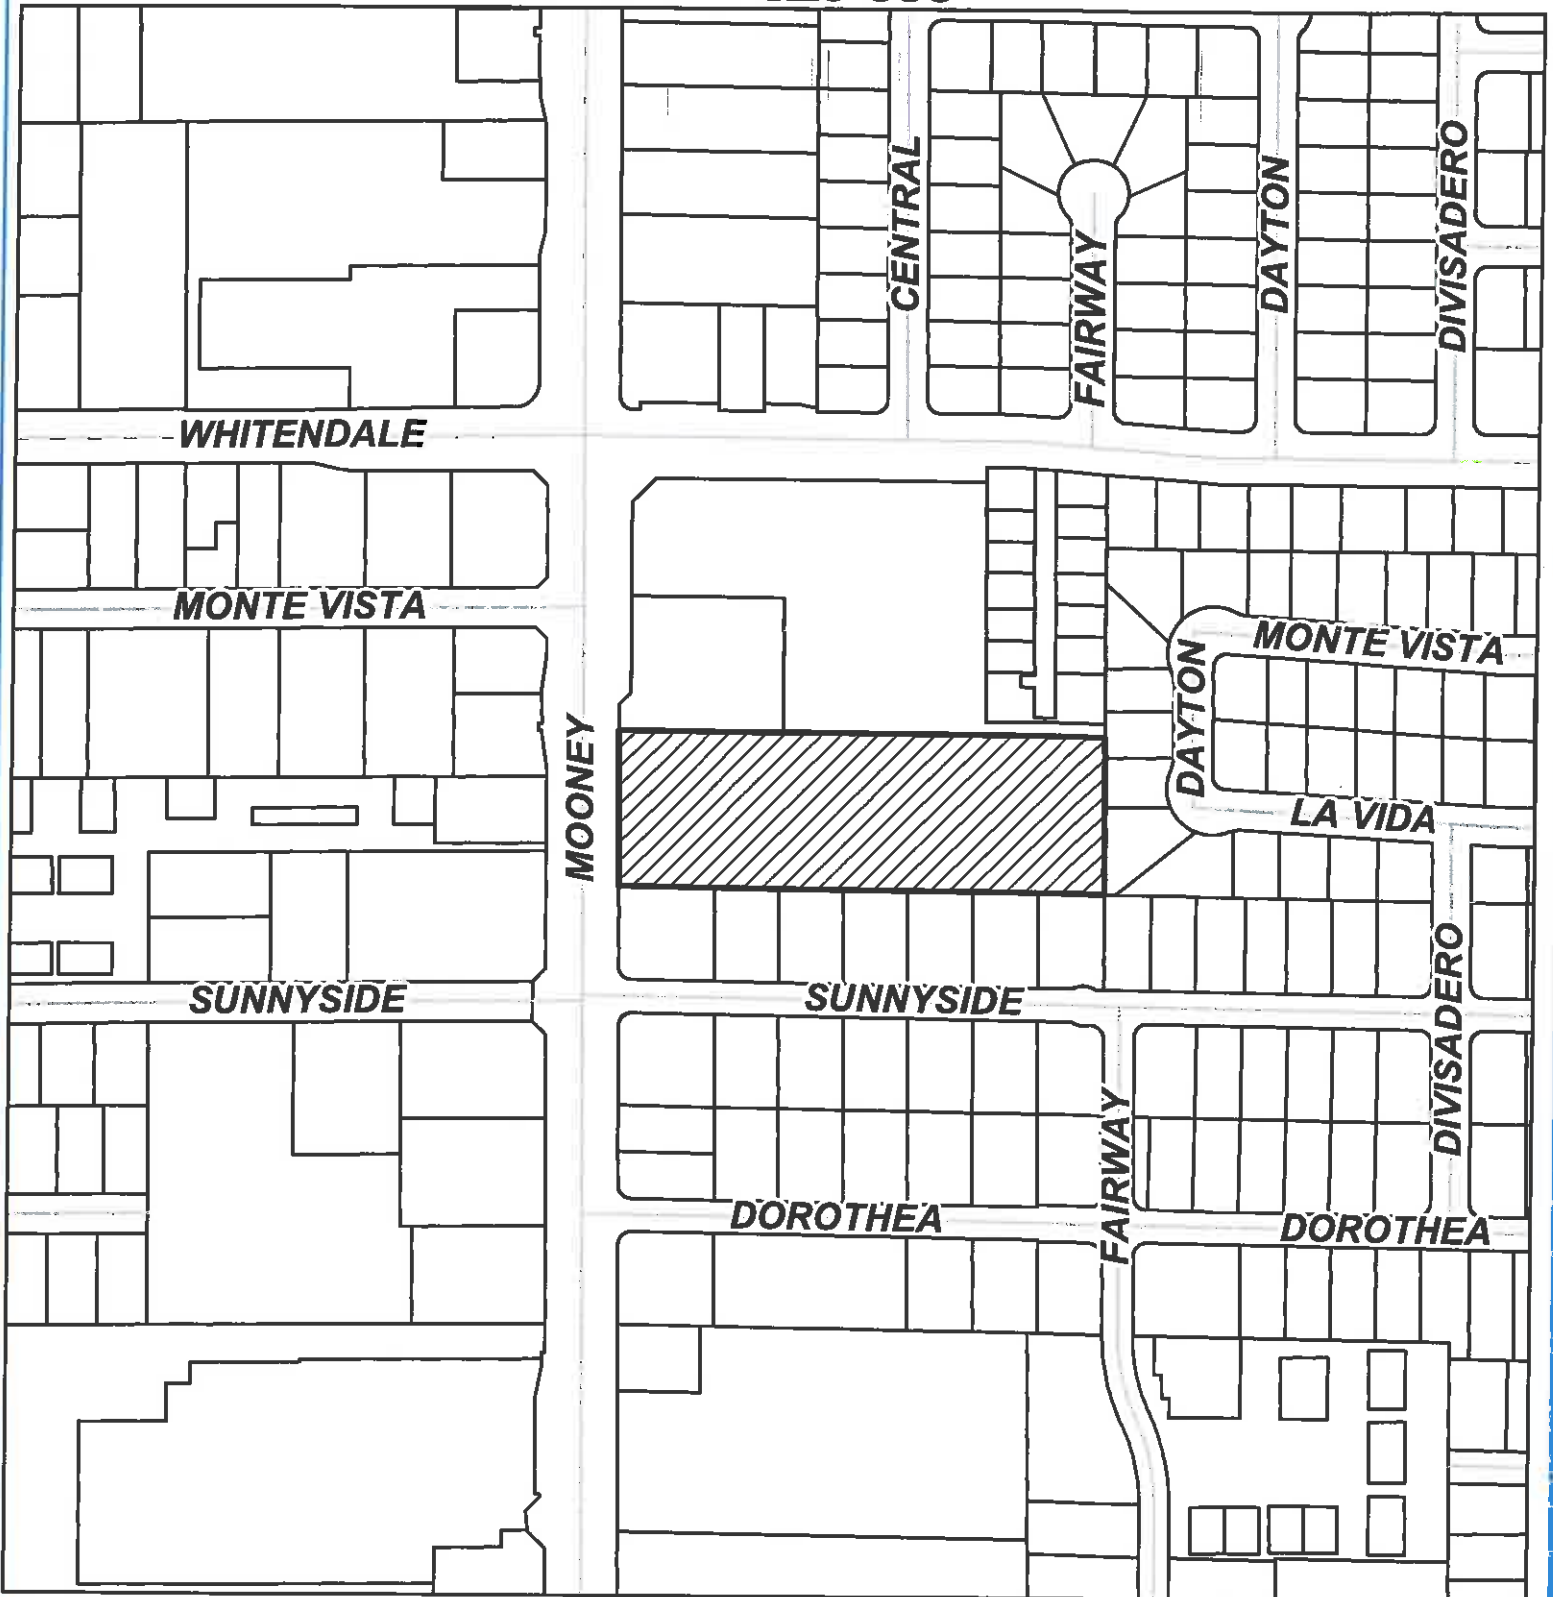 CENTRAL
FAIRWAY
DAYTON
DIVISADERO
WHITENDALE
MONTE VISTA
MONTE VISTA
DAYTON
MOONEY
LA VIDA
SUNNYSIDE
SUNNYSIDE
DIVISADERO
DIVISADERO
FAIRWAY
DOROTHEA
DOROTHEA